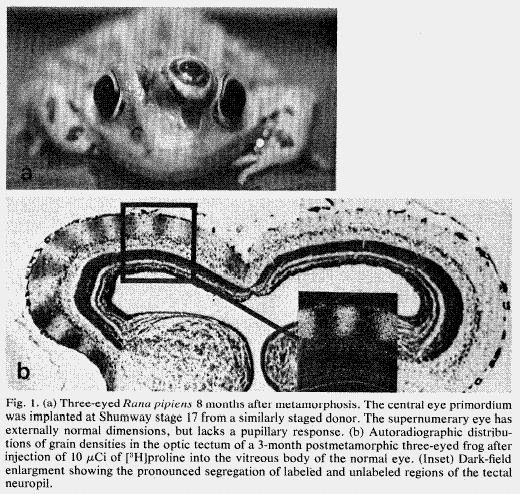 a
b
Fig. 1. (a) Three-eyed Rana pipiens 8 months after metamorphosis. The central eye primordium
was implanted at Shumway stage 17 from a similarly staged donor. The supernumerary eye has
externally normal dimensions, but lacks a pupillary response. (b) Autoradiographic distribu-
tions of grain densities in the optic tectum of a 3-month postmetamorphic three-eyed frog after
injection of 10 μCi of [³H]proline into the vitreous body of the normal eye. (Inset) Dark-field
enlargment showing the pronounced segregation of labeled and unlabeled regions of the tectal
neuropil.